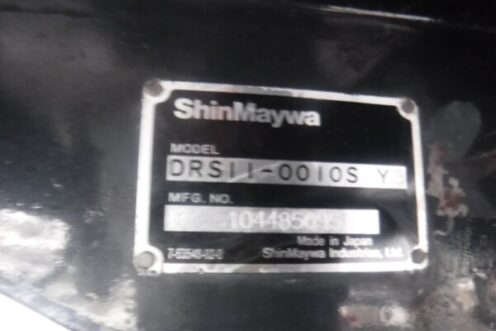 ShinMaywa
MODEL
DRS11-0010S Y
MFG. NO.
Made in Japan
ShinMaywa Industries, Ltd.